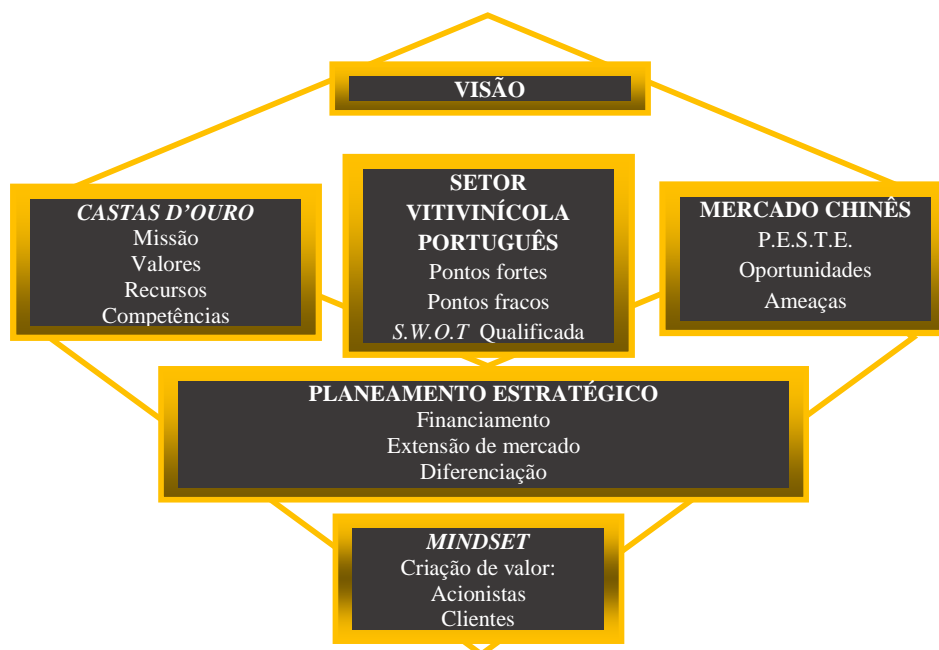 VISÃO
CASTAS D’OURO
Missão
Valores
Recursos
Competências
SETOR
VITIVINÍCOLA
PORTUGUÊS
Pontos fortes
Pontos fracos
S.W.O.T Qualificada
MERCADO CHINÊS
P.E.S.T.E.
Oportunidades
Ameaças
PLANEAMENTO ESTRATÉGICO
Financiamento
Extensão de mercado
Diferenciação
MINDSET
Criação de valor:
Acionistas
Clientes